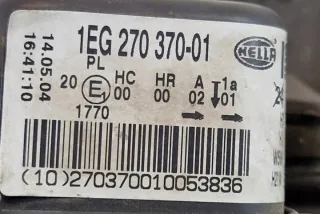 14.05.04
16:41:10
1EG 270 370-01
HELLA
PL
20 E1 HC HR A 1a
00 00 02 01
1770
(10)270370010053836